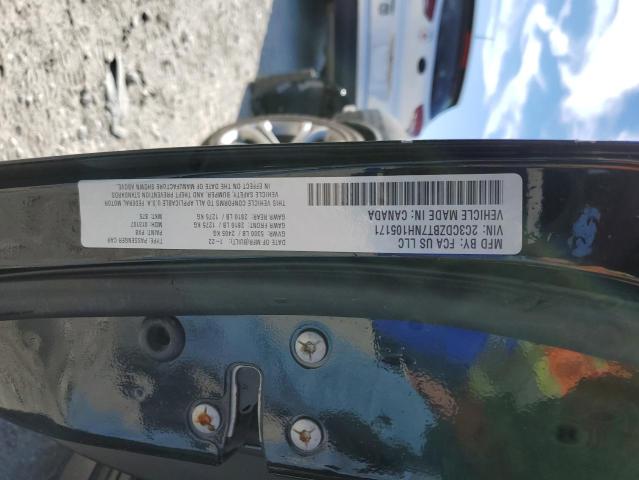 MFD BY: FCA US LLC
VIN: 2C3CDZBT7NH105171
VEHICLE MADE IN: CANADA
DATE OF MFR(BUILT): 1-22
GVWR: 5300 LB 2405 KG
GAWR FRONT: 2810 LB 1275 KG
GAWR REAR: 2810 LB 1275 KG
TYPE: PASSENGER CAR
PAINT: PX8
MDH: 012107
THIS VEHICLE CONFORMS TO ALL APPLICABLE MOTOR
VEHICLE SAFETY, BUMPER AND THEFT PREVENTION STANDARDS
IN EFFECT ON THE DATE OF MANUFACTURE SHOWN ABOVE